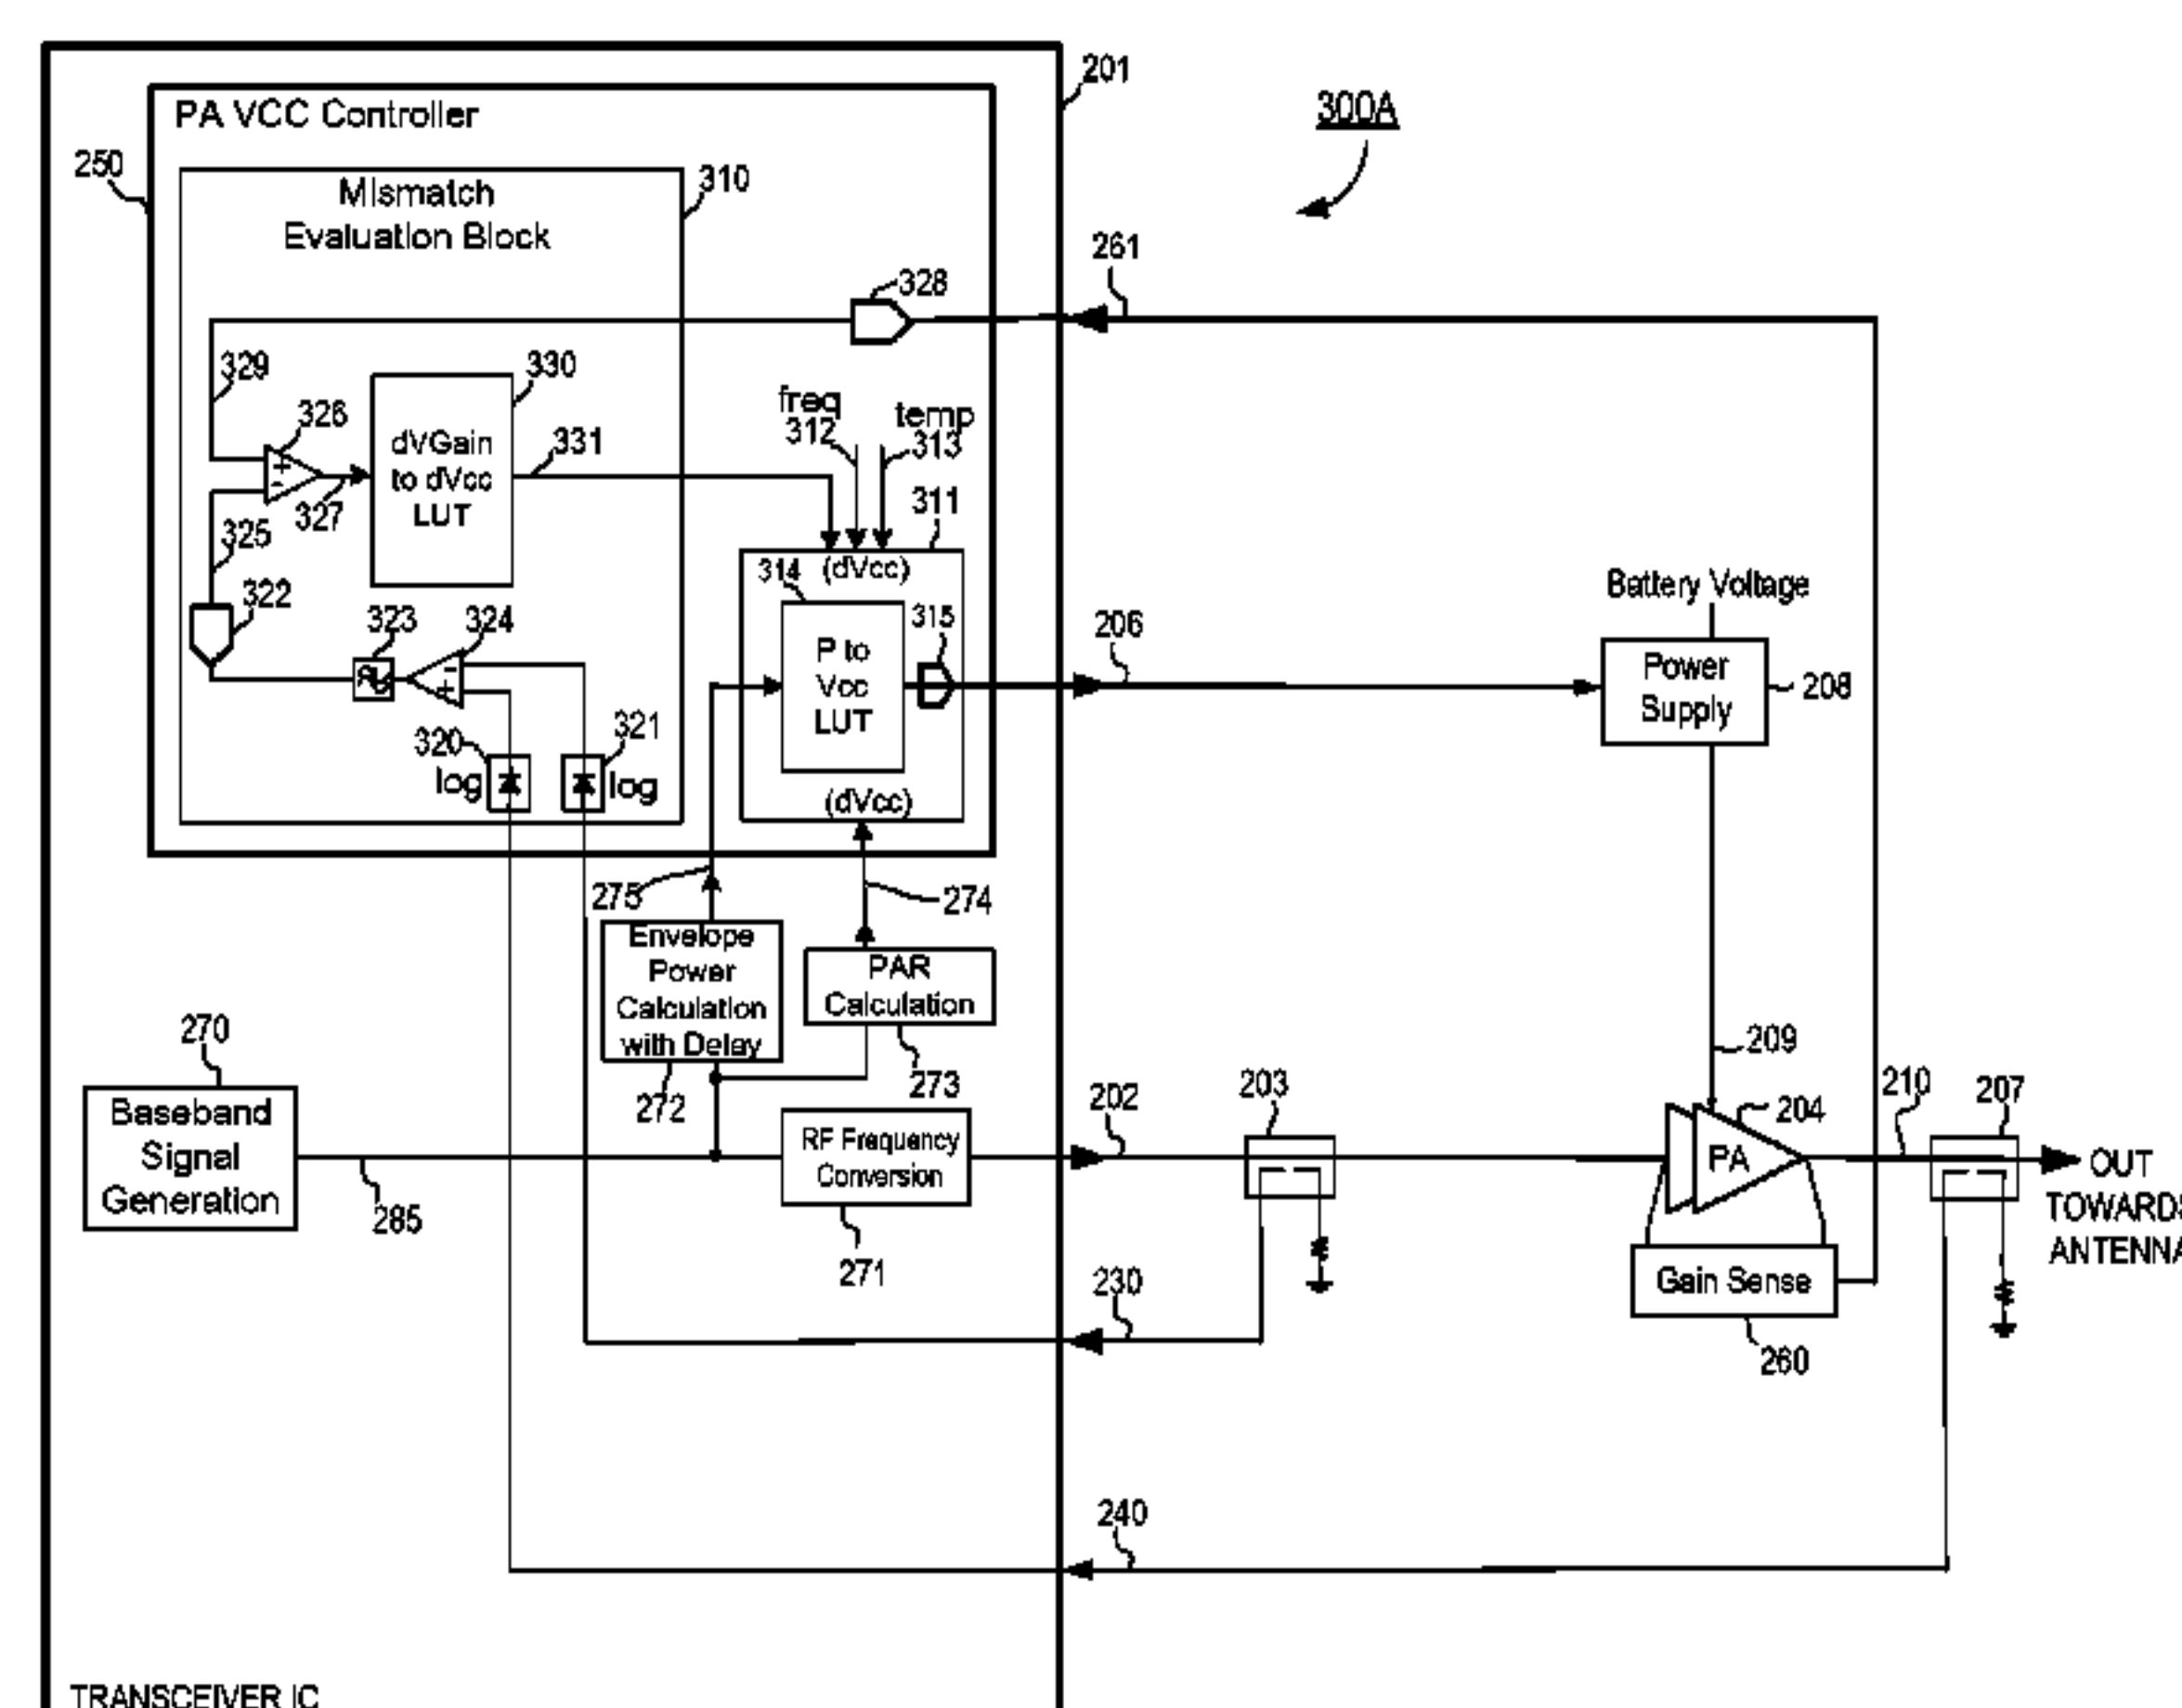 201
PA VCC Controller
300A
250
Mismatch
Evaluation Block
310
261
328
329
330
freq
312
temp
313
326
dVGain
to dVcc
LUT
331
327
311
325
314
(dVcc)
Battery Voltage
322
323
324
315
206
P to
Vcc
LUT
Power
Supply
208
320
log
321
log
(dVcc)
275
274
Envelope
Power
Calculation
with Delay
PAR
Calculation
270
272
273
209
202
203
204
210
207
Baseband
Signal
Generation
285
RF Frequency
Conversion
271
PA
OUT
TOWARDS
ANTENNA
230
Gain Sense
260
240
TRANSCEIVER IC